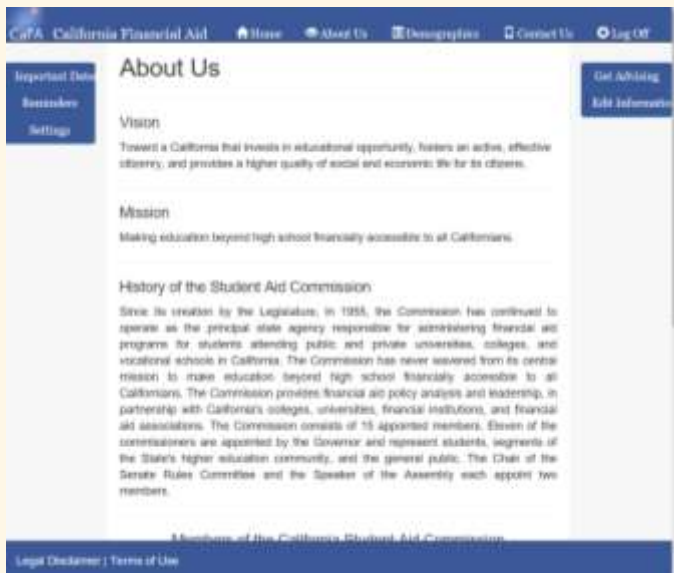 CafA California Financial Aid Home About Us Demographics Contact Us Log Off
Important Date
Reminders
Settings
Get Advising
Edit Informatio
About Us
Vision
Toward a California that invests in educational opportunity, fosters an active, effective
citizenry, and provides a higher quality of social and economic life for its citizens.
Mission
Making education beyond high school financially accessible to all Californians.
History of the Student Aid Commission
Since its creation by the Legislature, in 1955, the Commission has continued to
operate as the principal state agency responsible for administering financial aid
programs for students attending public and private universities, colleges, and
vocational schools in California. The Commission has never wavered from its central
mission to make education beyond high school financially accessible to all
Californians. The Commission provides financial aid policy analysis and leadership, in
partnership with California's colleges, universities, financial institutions, and financial
aid associations. The Commission consists of 15 appointed members. Eleven of the
commissioners are appointed by the Governor and represent students, segments of
the State's higher education community, and the general public. The Chair of the
Senate Rules Committee and the Speaker of the Assembly each appoint two
members.
Members of the California Student Aid Commission
Legal Disclaimer | Terms of Use